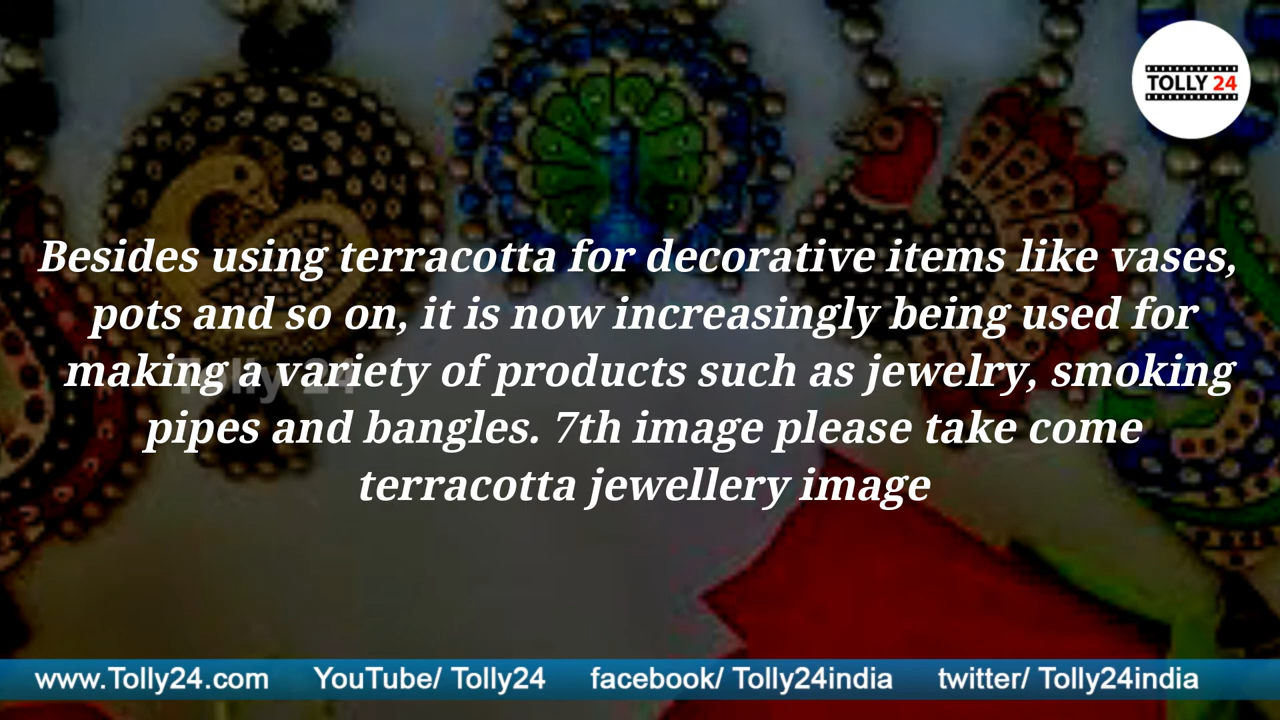 TOLLY 24
Besides using terracotta for decorative items like vases,
pots and so on, it is now increasingly being used for
making a variety of products such as jewelry, smoking
Tolly 24
pipes and bangles. 7th image please take come
terracotta jewellery image
www.Tolly24.com YouTube/ Tolly24 facebook/ Tolly24india twitter/ Tolly24india